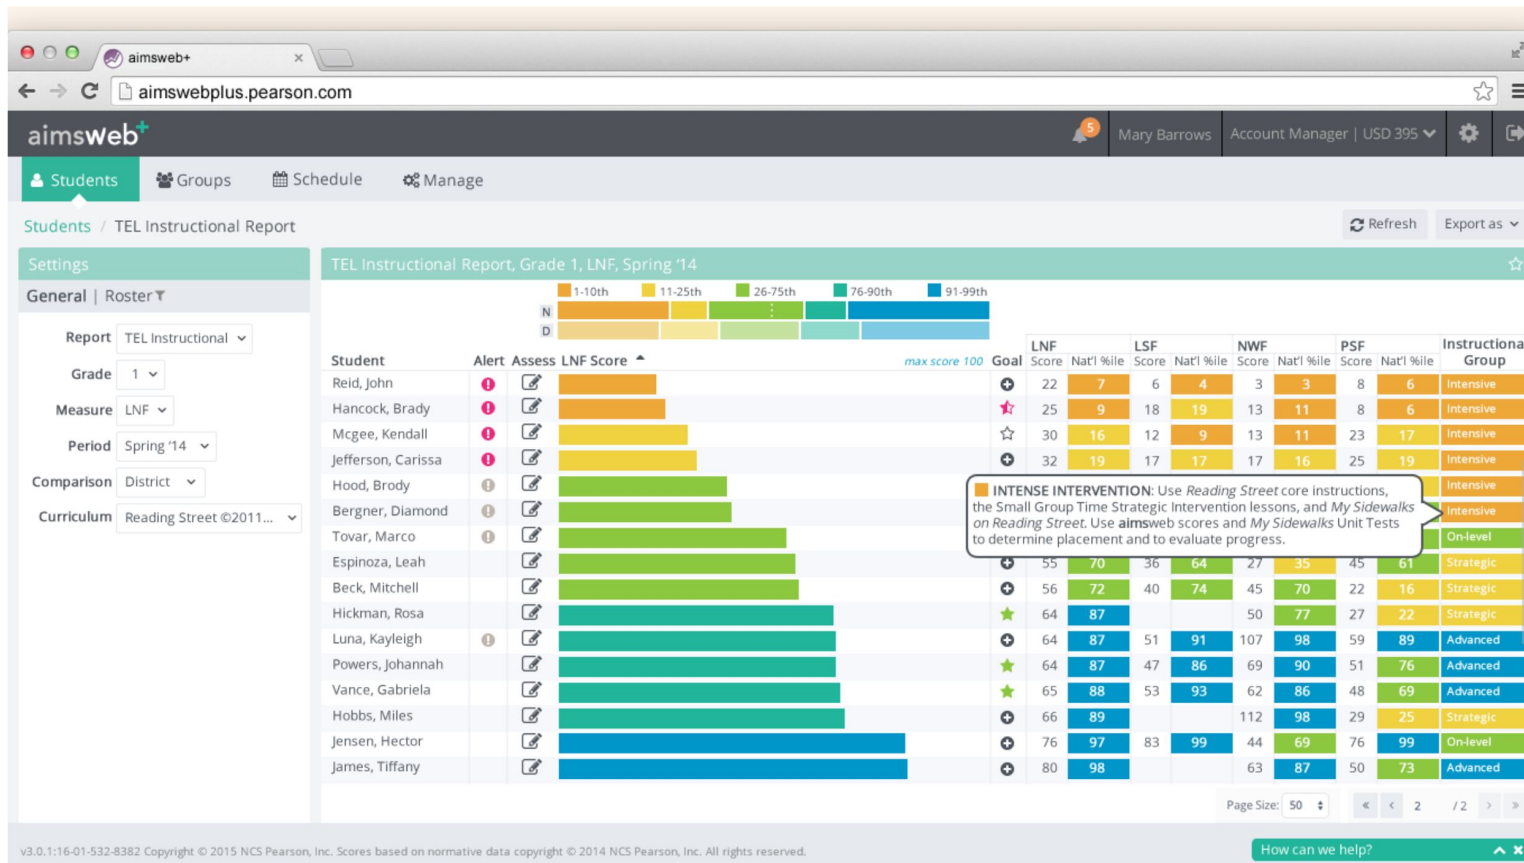 aimsweb+
aimswebplus.pearson.com
aimsweb+
5
Mary Barrows
Account Manager | USD 395
Students
Groups
Schedule
Manage
Students / TEL Instructional Report
Refresh
Export as
Settings
General | Roster
Report TEL Instructional
Grade 1
Measure LNF
Period Spring '14
Comparison District
Curriculum Reading Street ©2011...
TEL Instructional Report, Grade 1, LNF, Spring '14
1-10th 11-25th 26-75th 76-90th 91-99th
N
D
LNF LSF NWF PSF Instructiona
Student Alert Assess LNF Score max score 100 Goal Score Nat'l %ile Score Nat'l %ile Score Nat'l %ile Score Nat'l %ile Group
Reid, John 22 7 6 4 3 3 8 6 Intensive
Hancock, Brady 25 9 18 19 13 11 8 6 Intensive
Mcgee, Kendall 30 16 12 9 13 11 23 17 Intensive
Jefferson, Carissa 32 19 17 17 17 16 25 19 Intensive
Hood, Brody Intensive
Bergner, Diamond Intensive
Tovar, Marco On-level
INTENSE INTERVENTION: Use Reading Street core instructions,
the Small Group Time Strategic Intervention lessons, and My Sidewalks
on Reading Street. Use aimsweb scores and My Sidewalks Unit Tests
to determine placement and to evaluate progress.
Espinoza, Leah 55 70 36 64 27 35 45 61 Strategic
Beck, Mitchell 56 72 40 74 45 70 22 16 Strategic
Hickman, Rosa 64 87 50 77 27 22 Strategic
Luna, Kayleigh 64 87 51 91 107 98 59 89 Advanced
Powers, Johannah 64 87 47 86 69 90 51 76 Advanced
Vance, Gabriela 65 88 53 93 62 86 48 69 Advanced
Hobbs, Miles 66 89 112 98 29 25 Strategic
Jensen, Hector 76 97 83 99 44 69 76 99 On-level
James, Tiffany 80 98 63 87 50 73 Advanced
Page Size: 50 « ‹ 2 / 2 › »
v3.0.1:16-01-532-8382 Copyright © 2015 NCS Pearson, Inc. Scores based on normative data copyright © 2014 NCS Pearson, Inc. All rights reserved.
How can we help?